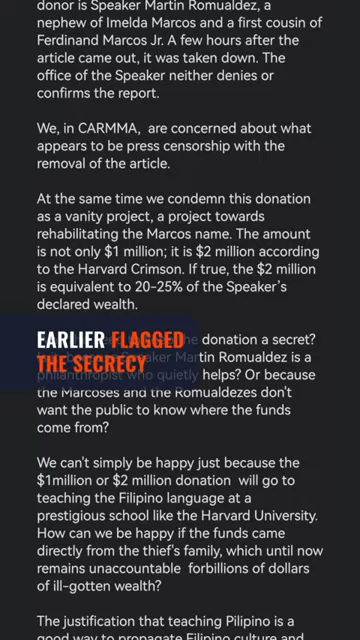 donor is Speaker Martin Romualdez, a
nephew of Imelda Marcos and a first cousin of
Ferdinand Marcos Jr. A few hours after the
article came out, it was taken down. The
office of the Speaker neither denies or
confirms the report.
We, in CARMMA, are concerned about what
appears to be press censorship with the
removal of the article.
At the same time we condemn this donation
as a vanity project, a project towards
rehabilitating the Marcos name. The amount
is not only $1 million; it is $2 million according
to the Harvard Crimson. If true, the $2 million
is equivalent to 20-25% of the Speaker's
declared wealth.
donation a secret?
Martin Romualdez is a
philanthropist who quietly helps? Or because
the Marcoses and the Romualdezes don't
want the public to know where the funds
come from?
EARLIER FLAGGED
THE SECRECY
We can't simply be happy just because the
$1million or $2 million donation will go to
teaching the Filipino language at a
prestigious school like the Harvard University.
How can we be happy if the funds came
directly from the thief's family, which until now
remains unaccountable forbillions of dollars
of ill-gotten wealth?
The justification that teaching Pilipino is a
good way to propagate Filipino culture and